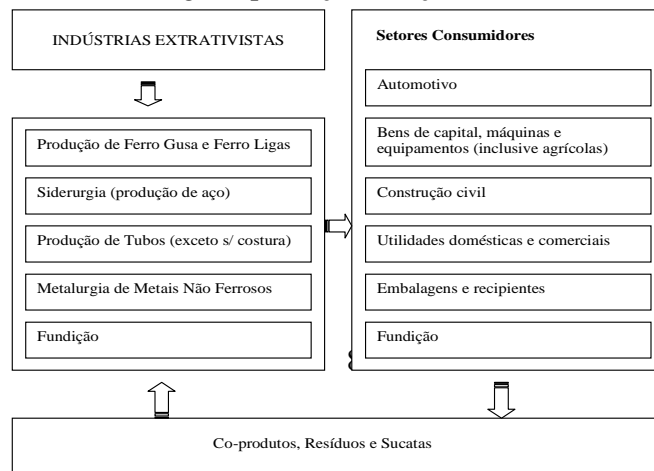 INDÚSTRIAS EXTRATIVISTAS
Produção de Ferro Gusa e Ferro Ligas
Siderurgia (produção de aço)
Produção de Tubos (exceto s/ costura)
Metalurgia de Metais Não Ferrosos
Fundição
Setores Consumidores
Automotivo
Bens de capital, máquinas e
equipamentos (inclusive agrícolas)
Construção civil
Utilidades domésticas e comerciais
Embalagens e recipientes
Fundição
Co-produtos, Resíduos e Sucatas